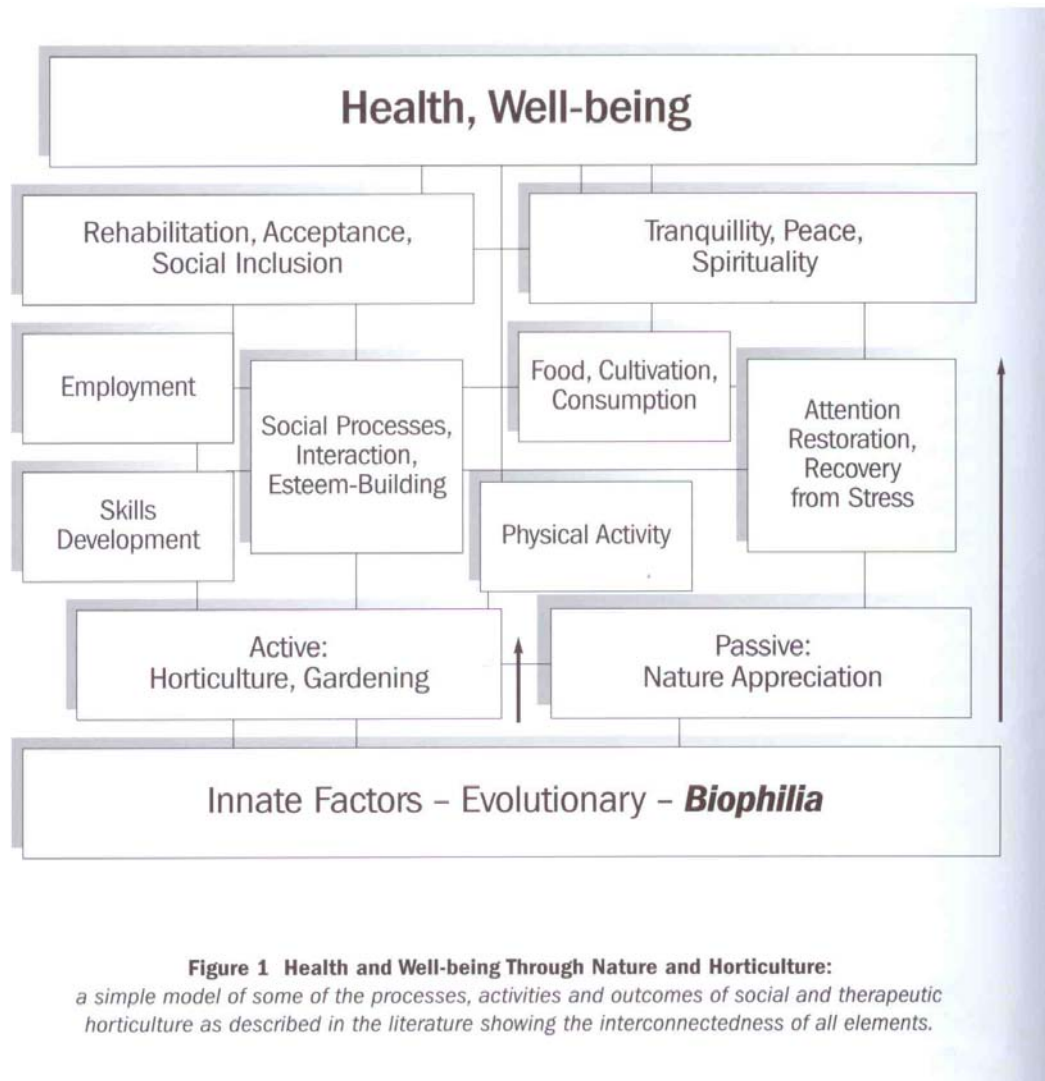 Health, Well-being
Rehabilitation, Acceptance,
Social Inclusion
Tranquillity, Peace,
Spirituality
Employment
Social Processes,
Interaction,
Esteem-Building
Food, Cultivation,
Consumption
Attention
Restoration,
Recovery
from Stress
Skills
Development
Physical Activity
Active:
Horticulture, Gardening
Passive:
Nature Appreciation
Innate Factors – Evolutionary – Biophilia
Figure 1 Health and Well-being Through Nature and Horticulture:
a simple model of some of the processes, activities and outcomes of social and therapeutic
horticulture as described in the literature showing the interconnectedness of all elements.